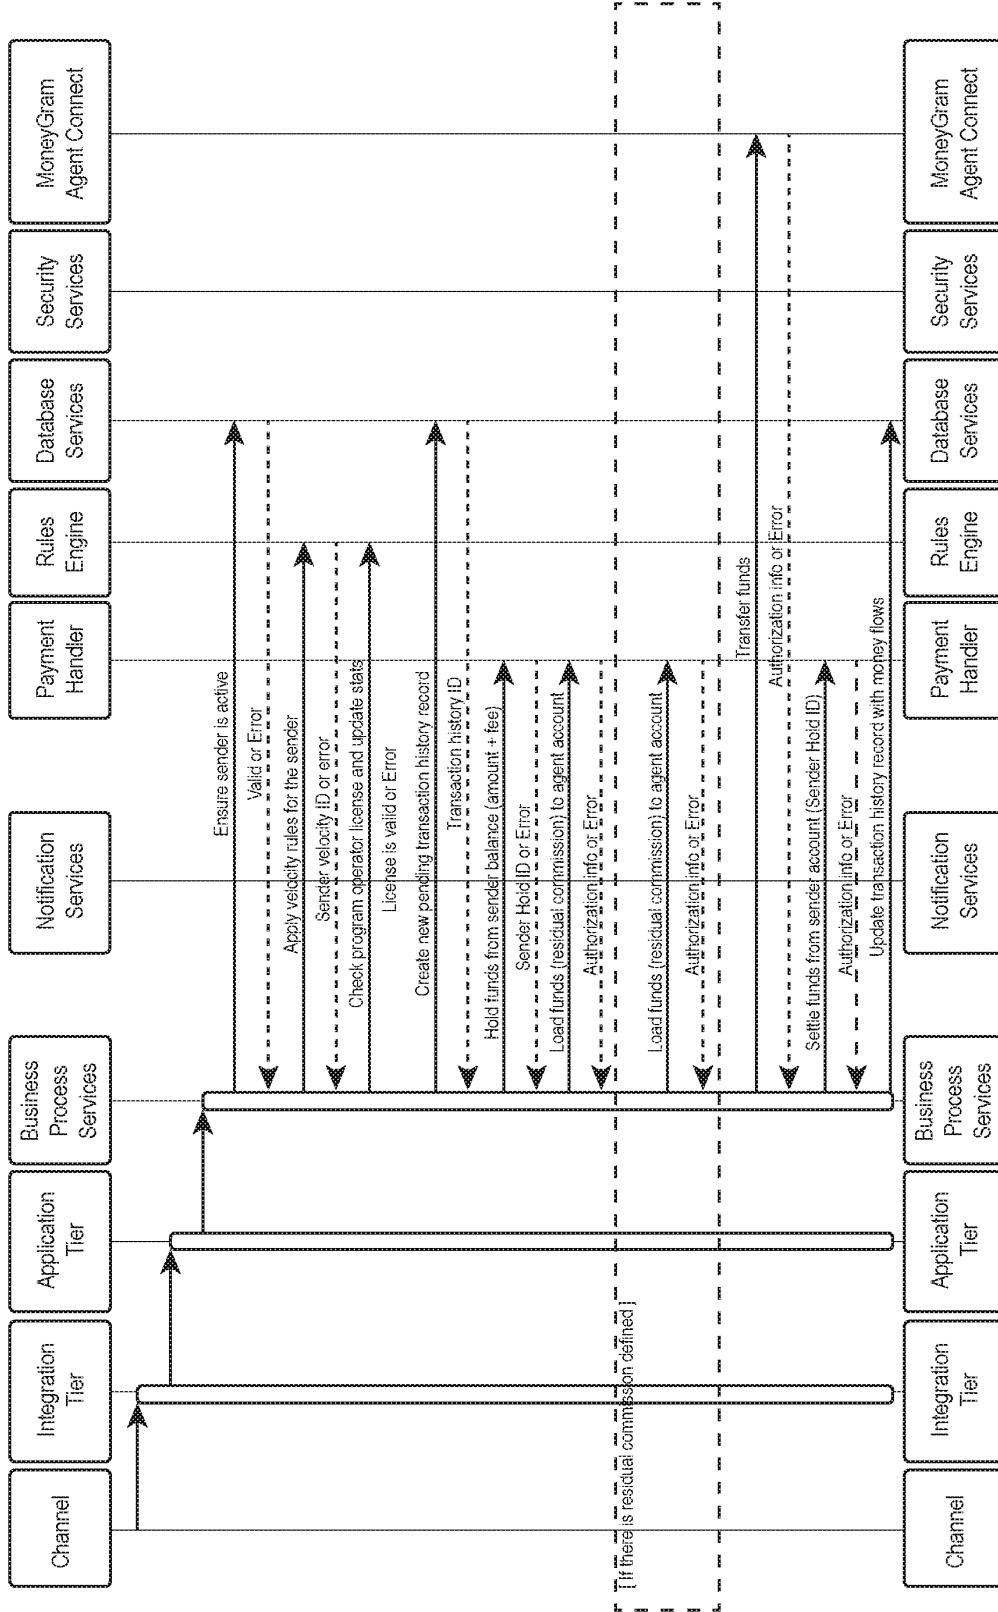 Channel
Integration
Tier
Application
Tier
Business
Process
Services
Notification
Services
Payment
Handler
Rules
Engine
Database
Services
Security
Services
MoneyGram
Agent Connect
Ensure sender is active
Valid or Error
Apply velocity rules for the sender
Sender velocity ID or error
Check program operator license and update stats
License is valid or Error
Create new pending transaction history record
Transaction history ID
Hold funds from sender balance (amount + fee)
Sender Hold ID or Error
Load funds (residual commission) to agent account
Authorization info or Error
[ If there is residual commission defined ]
Load funds (residual commission) to agent account
Authorization info or Error
Transfer funds
Authorization info or Error
Settle funds from sender account (Sender Hold ID)
Authorization info or Error
Update transaction history record with money flows
Channel
Integration
Tier
Application
Tier
Business
Process
Services
Notification
Services
Payment
Handler
Rules
Engine
Database
Services
Security
Services
MoneyGram
Agent Connect